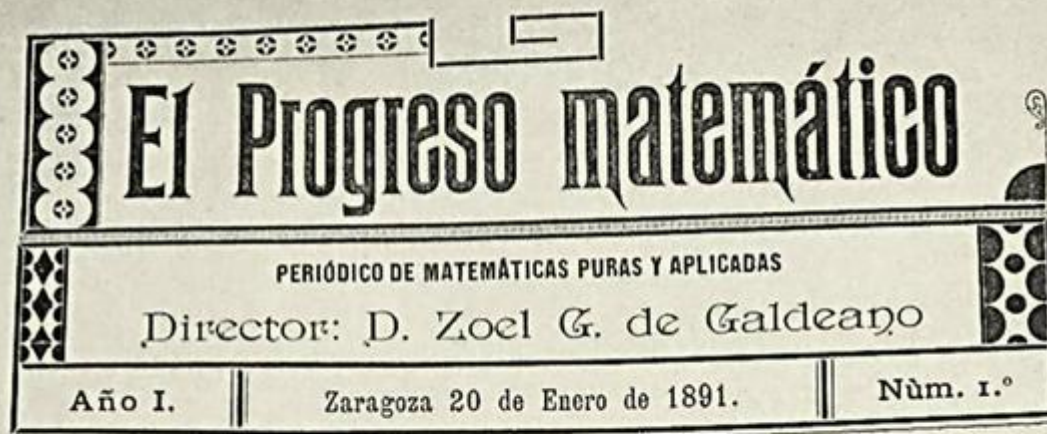 El Progreso matemático
PERIÓDICO DE MATEMÁTICAS PURAS Y APLICADAS
Director: D. Zoel G. de Galdeano
Año I.
Zaragoza 20 de Enero de 1891.
Nùm. 1.º